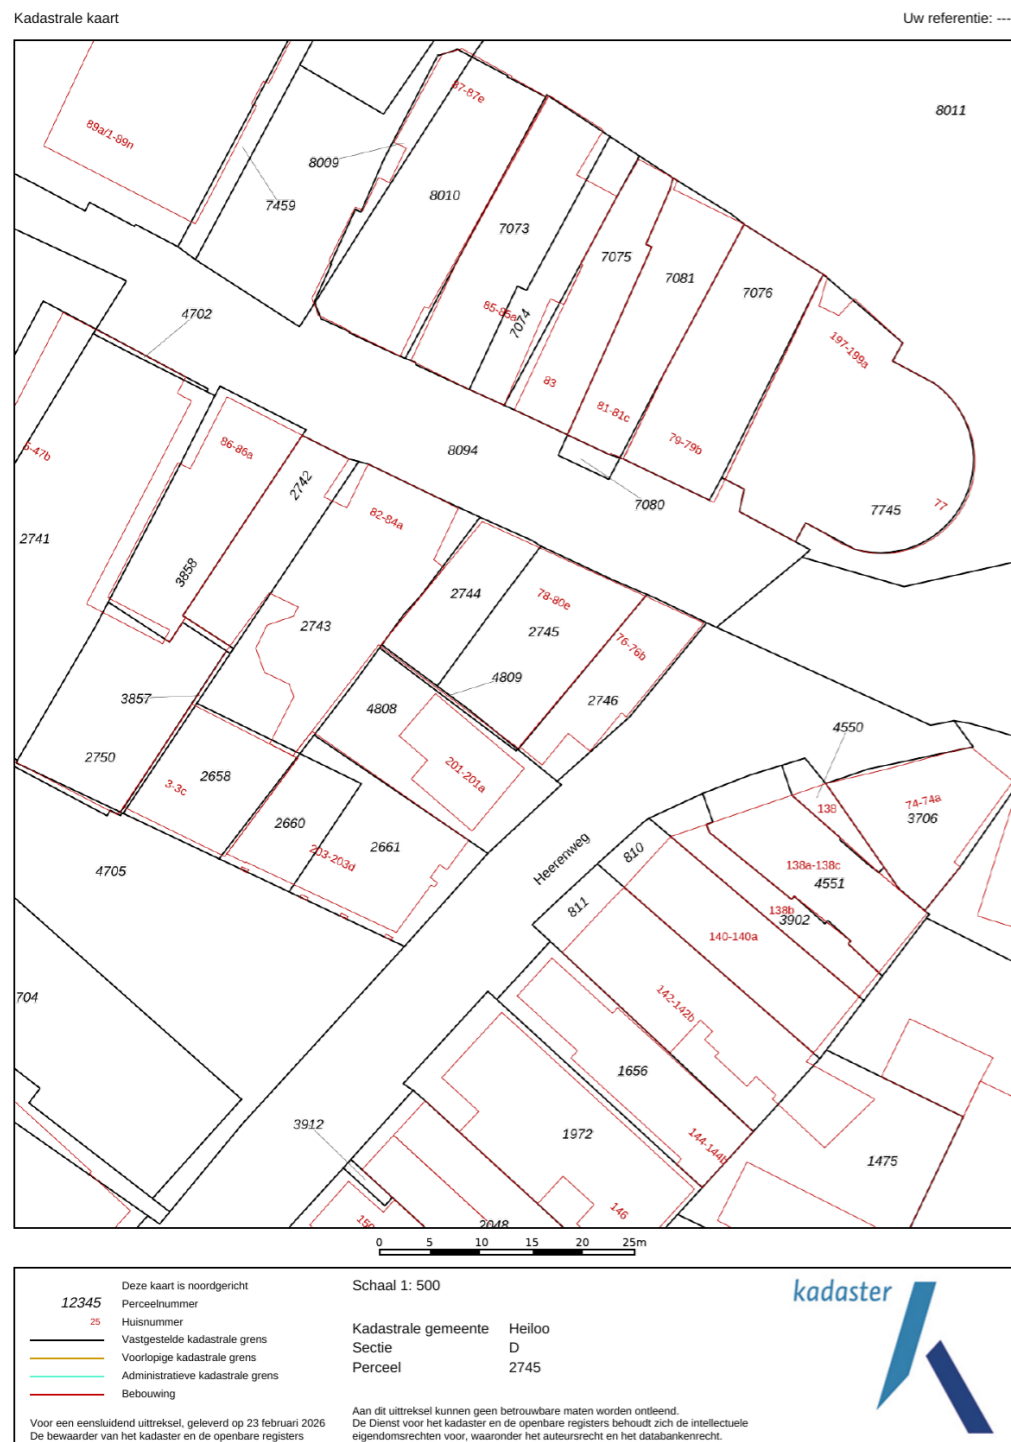 Kadastrale kaart
Uw referentie: ---
87-87e
8011
89a/1-89n
8009
8010
7459
7073
7075
7081
7076
4702
85-85a
7074
197-199a
83
81-81c
86-86a
79-79b
8094
2742
7080
7745
77
82-84a
2741
3858
2744
78-80e
2743
2745
76-76b
4809
3857
4808
2746
4550
2750
2658
201-201a
3-3c
74-74a
138
3706
2660
203-203d
2661
Heerenweg
810
4705
138a-138c
4551
811
138b
3902
140-140a
704
142-142b
1656
3912
1972
144-144b
1475
146
2048
0 5 10 15 20 25m
Deze kaart is noordgericht
12345 Perceelnummer
25 Huisnummer
Vastgestelde kadastrale grens
Voorlopige kadastrale grens
Administratieve kadastrale grens
Bebouwing
Voor een eensluidend uittreksel, geleverd op 23 februari 2026
De bewaarder van het kadaster en de openbare registers
Schaal 1: 500
Kadastrale gemeente Heiloo
Sectie D
Perceel 2745
Aan dit uittreksel kunnen geen betrouwbare maten worden ontleend.
De Dienst voor het kadaster en de openbare registers behoudt zich de intellectuele
eigendomsrechten voor, waaronder het auteursrecht en het databankenrecht.
kadaster